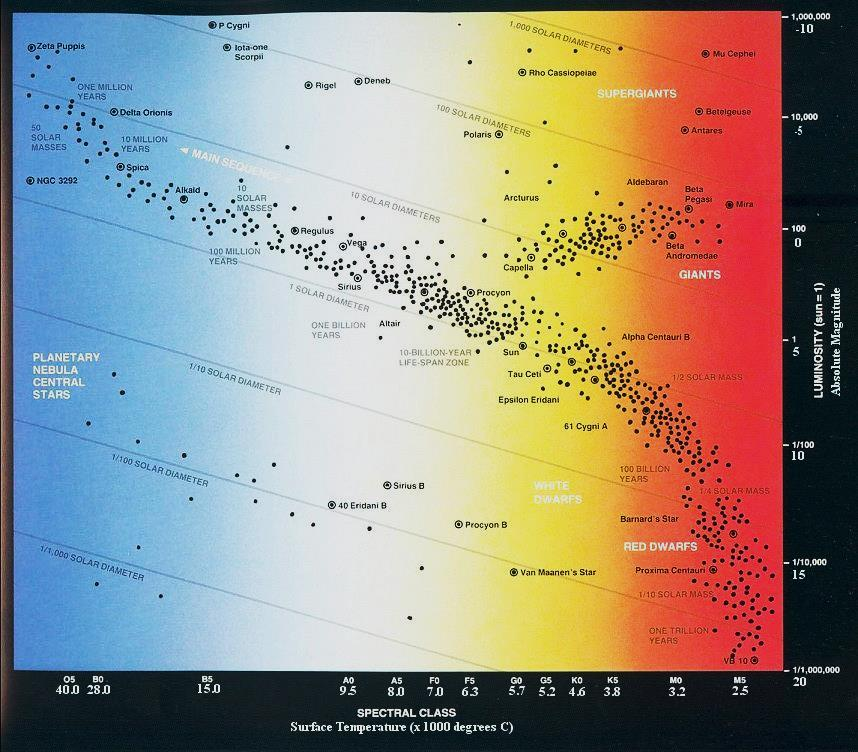 P Cygni
1,000,000
-10
1.000 SOLAR DIAMETERS
Zeta Puppis
Iota-one
Scorpii
Mu Cephei
Rho Cassiopeiae
Rigel
Deneb
ONE MILLION
YEARS
SUPERGIANTS
Delta Orionis
100 SOLAR DIAMETERS
Betelgeuse
10,000
-5
50
SOLAR
MASSES
10 MILLION
YEARS
Polaris
Antares
MAIN SEQUENCE
Spica
NGC 3292
Alkaid
10
SOLAR
MASSES
10 SOLAR DIAMETERS
Arcturus
Aldebaran
Beta
Pegasi
Mira
Regulus
Vega
100
0
100 MILLION
YEARS
Capella
Beta
Andromedae
GIANTS
Sirius
1 SOLAR DIAMETER
Procyon
ONE BILLION
YEARS
Altair
Alpha Centauri B
1
5
10-BILLION-YEAR
LIFE-SPAN ZONE
Sun
PLANETARY
NEBULA
CENTRAL
STARS
1/10 SOLAR DIAMETER
Tau Ceti
1/2 SOLAR MASS
Epsilon Eridani
61 Cygni A
1/100
10
1/100 SOLAR DIAMETER
100 BILLION
YEARS
Sirius B
WHITE
DWARFS
1/4 SOLAR MASS
40 Eridani B
Procyon B
Barnard's Star
RED DWARFS
1/1,000 SOLAR DIAMETER
Van Maanen's Star
Proxima Centauri
1/10,000
15
1/10 SOLAR MASS
ONE TRILLION
YEARS
VB 10
1/1,000,000
20
LUMINOSITY (sun = 1)
Absolute Magnitude
O5 B0 B5 A0 A5 F0 F5 G0 G5 K0 K5 M0 M5
40.0 28.0 15.0 9.5 8.0 7.0 6.3 5.7 5.2 4.6 3.8 3.2 2.5
SPECTRAL CLASS
Surface Temperature (x 1000 degrees C)